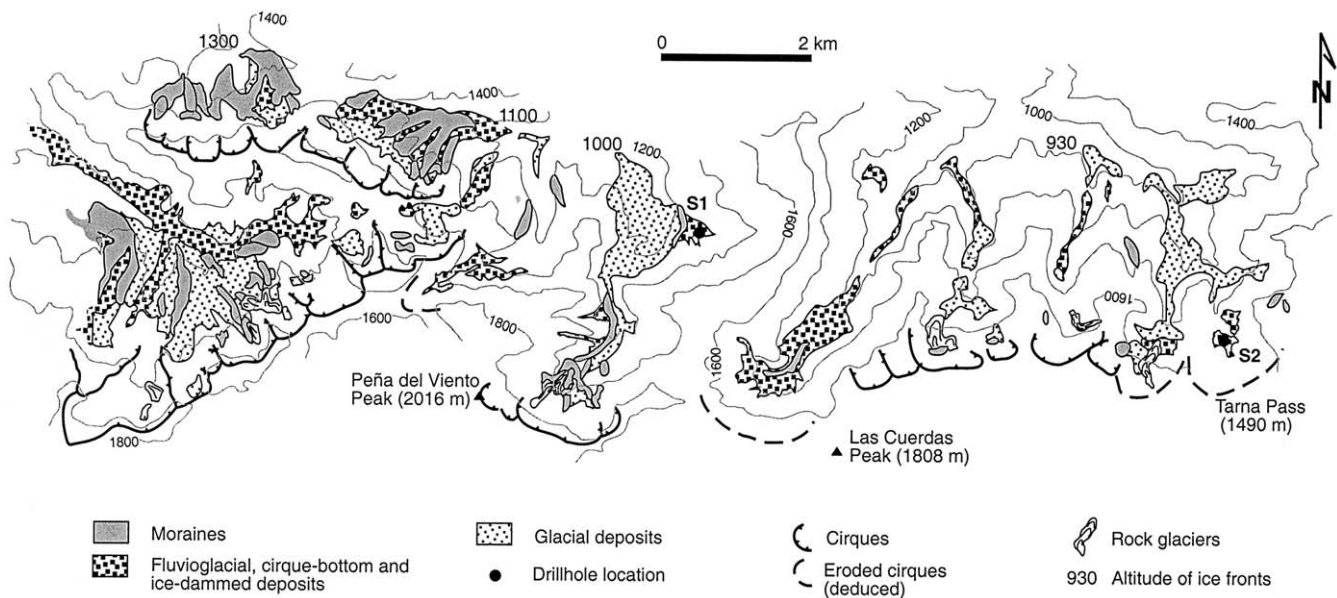 1400
1300
0 2 km
N
1400
1100
1000
1200
S1
1200
1000
930
1400
1600
1600
1800
1600
1600
S2
Peña del Viento
Peak (2016 m)
Tarna Pass
(1490 m)
1800
Las Cuerdas
Peak (1808 m)
Moraines
Glacial deposits
Cirques
Rock glaciers
Fluvioglacial, cirque-bottom and
ice-dammed deposits
Drillhole location
Eroded cirques
(deduced)
930 Altitude of ice fronts